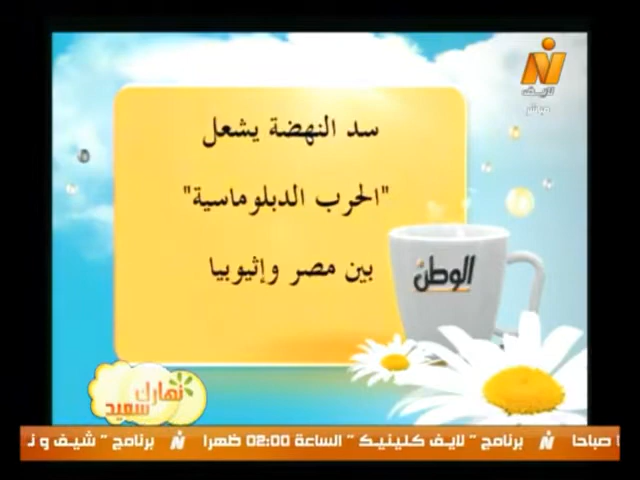 لايف
مباشر
سد النهضة يشعل
"الحرب الدبلوماسية"
بين مصر وإثيوبيا
الوطن
نهارك
سعيد
ا صباحا N برنامج " لايف كلينيك " الساعة 02:00 ظهرا N برنامج " شيف و ن